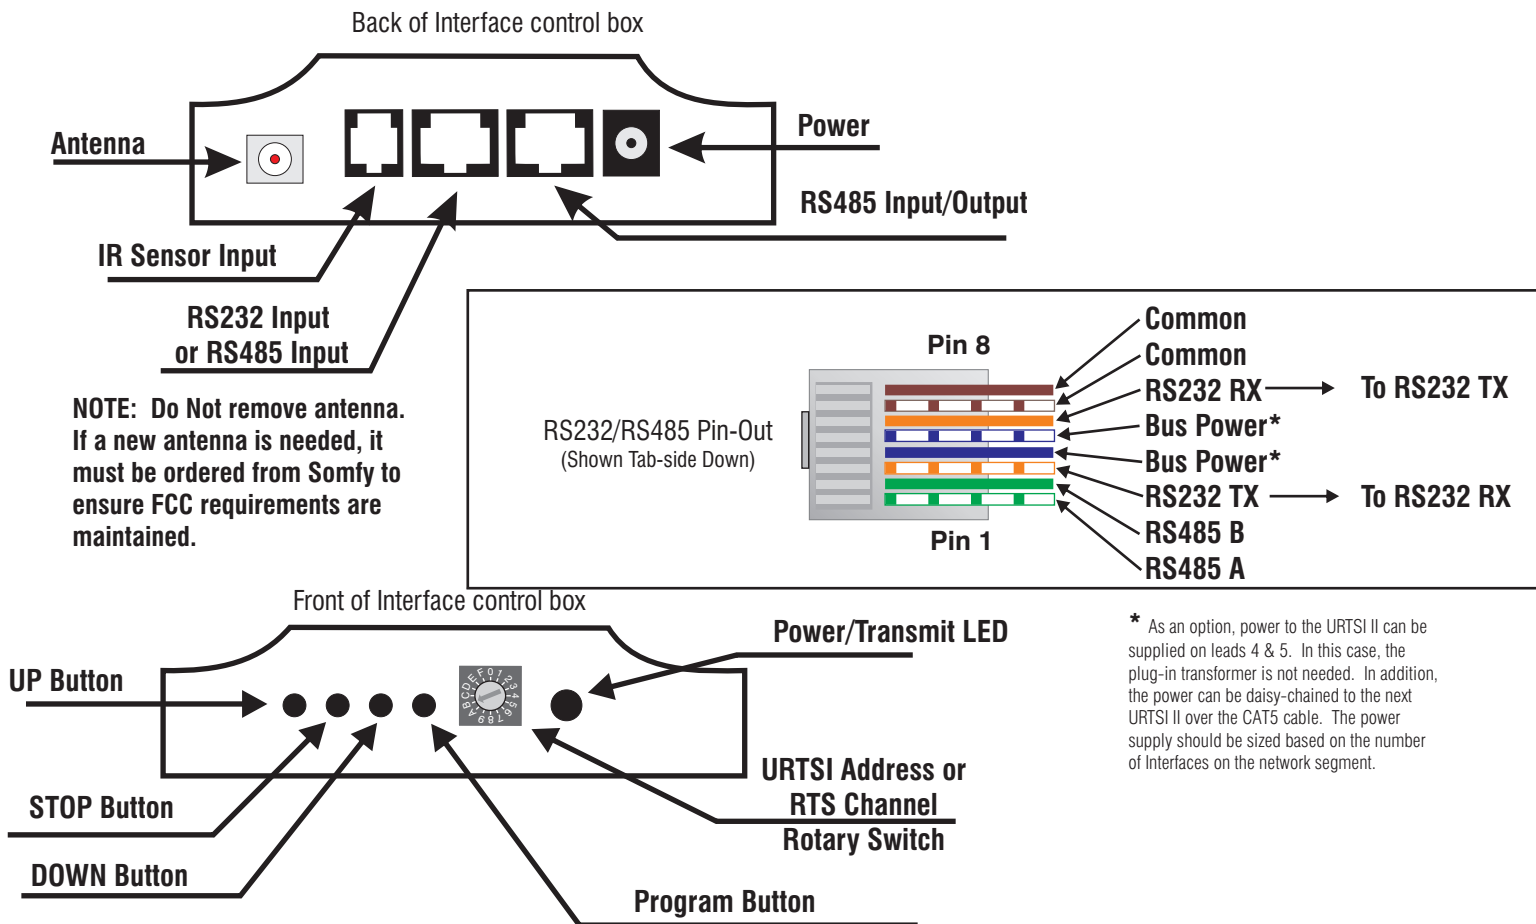 Back of Interface control box
Antenna
Power
RS485 Input/Output
IR Sensor Input
RS232 Input
or RS485 Input
NOTE:  Do Not remove antenna.
If a new antenna is needed, it
must be ordered from Somfy to
ensure FCC requirements are
maintained.
RS232/RS485 Pin-Out
(Shown Tab-side Down)
Pin 8
Pin 1
Common
Common
RS232 RX
To RS232 TX
Bus Power*
Bus Power*
RS232 TX
To RS232 RX
RS485 B
RS485 A
* As an option, power to the URTSI II can be
supplied on leads 4 & 5.  In this case, the
plug-in transformer is not needed.  In addition,
the power can be daisy-chained to the next
URTSI II over the CAT5 cable.  The power
supply should be sized based on the number
of Interfaces on the network segment.
Front of Interface control box
UP Button
Power/Transmit LED
0123456789ABCDEF
STOP Button
DOWN Button
URTSI Address or
RTS Channel
Rotary Switch
Program Button